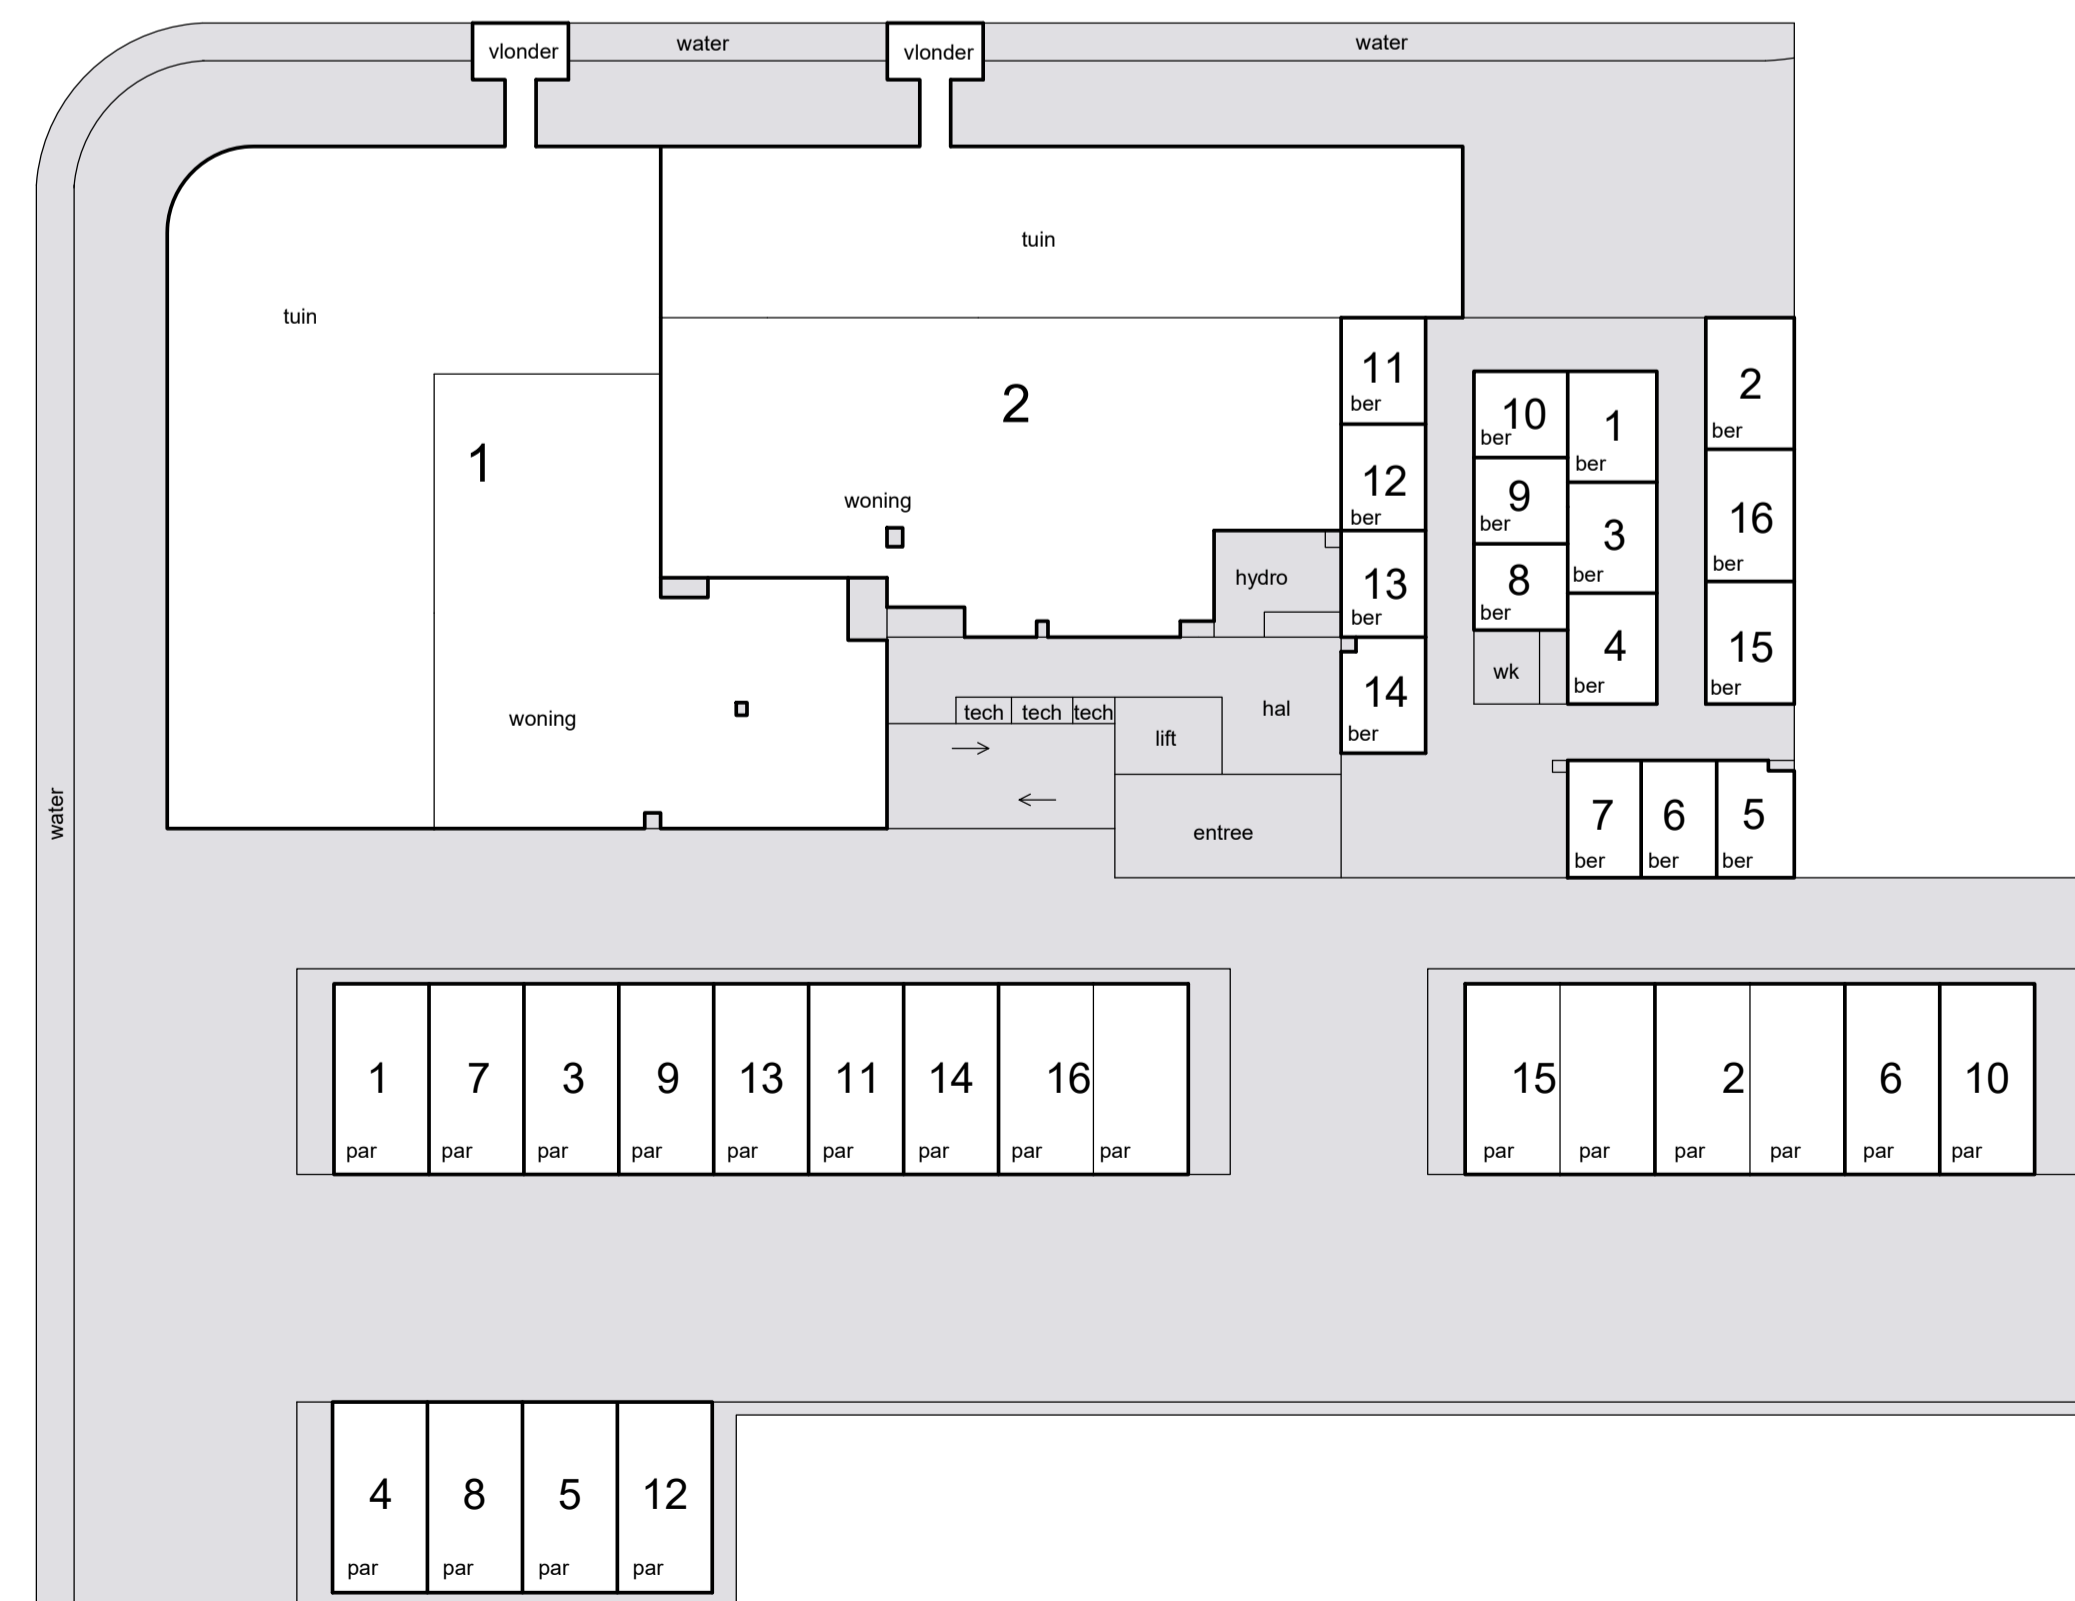 vlonder
water
vlonder
water
tuin
tuin
1
woning
2
woning
11
ber
12
ber
13
ber
14
ber
10
ber
9
ber
8
ber
wk
1
ber
3
ber
4
ber
2
ber
16
ber
15
ber
hydro
hal
tech tech tech
lift
entree
7
ber
6
ber
5
ber
water
1
par
7
par
3
par
9
par
13
par
11
par
14
par
16
par par
15
par par
2
par par
6
par
10
par
4
par
8
par
5
par
12
par